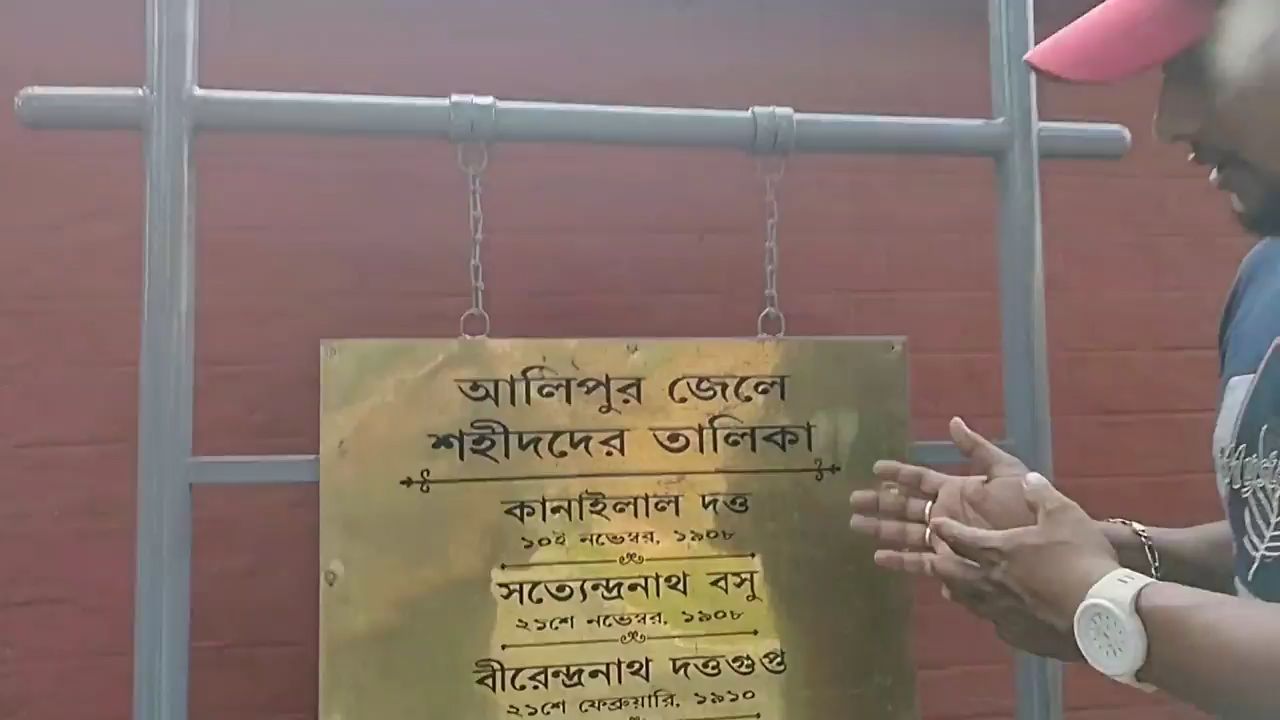 আলিপুর জেলে
শহীদদের তালিকা
কানাইলাল দত্ত
১০ই নভেম্বর, ১৯০৮
সত্যেন্দ্রনাথ বসু
২১শে নভেম্বর, ১৯০৮
বীরেন্দ্রনাথ দত্তগুপ্ত
২১শে ফেব্রুয়ারি, ১৯১০